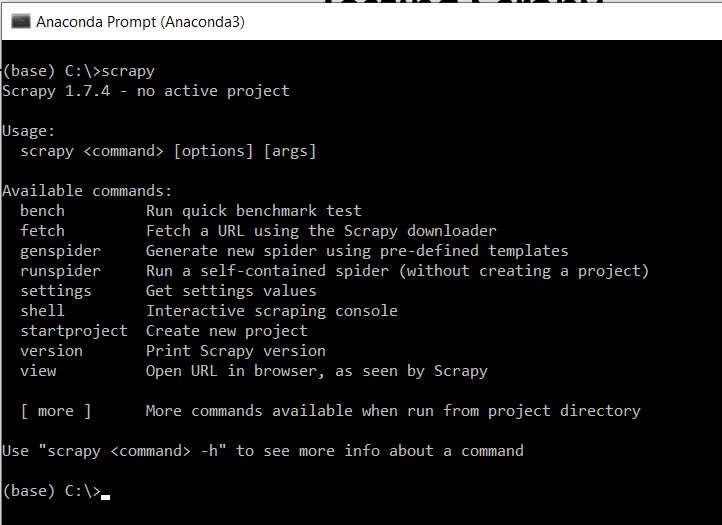 Anaconda Prompt (Anaconda3)
(base) C:\>scrapy
Scrapy 1.7.4 - no active project
Usage:
  scrapy <command> [options] [args]
Available commands:
  bench         Run quick benchmark test
  fetch         Fetch a URL using the Scrapy downloader
  genspider     Generate new spider using pre-defined templates
  runspider     Run a self-contained spider (without creating a project)
  settings      Get settings values
  shell         Interactive scraping console
  startproject  Create new project
  version       Print Scrapy version
  view          Open URL in browser, as seen by Scrapy
  [ more ]      More commands available when run from project directory
Use "scrapy <command> -h" to see more info about a command
(base) C:\>